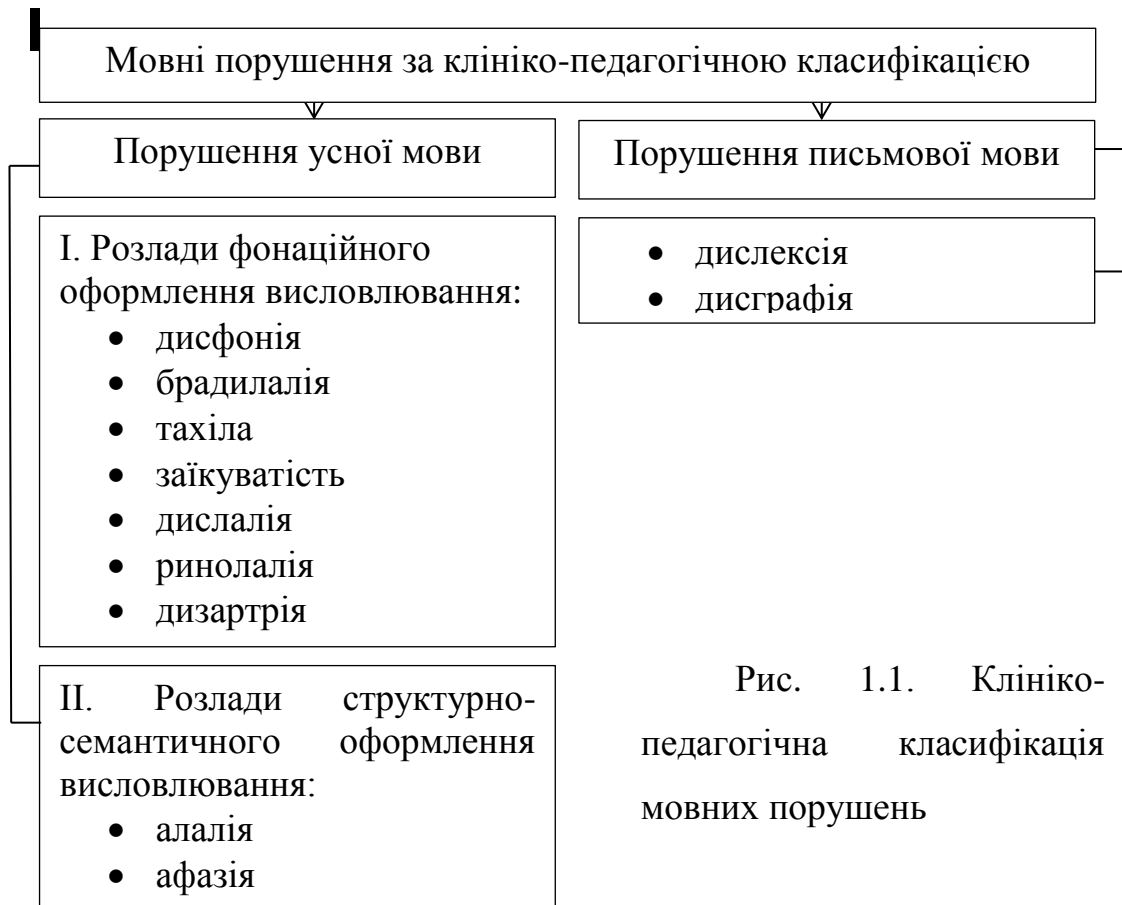 Мовні порушення за клініко-педагогічною класифікацією
Порушення усної мови
Порушення письмової мови
І. Розлади фонаційного
оформлення висловлювання:
• дисфонія
• брадилалія
• тахіла
• заїкуватість
• дислалія
• ринолалія
• дизартрія
• дислексія
• дисграфія
ІІ. Розлади структурно-
семантичного оформлення
висловлювання:
• алалія
• афазія
Рис. 1.1. Клініко-
педагогічна класифікація
мовних порушень